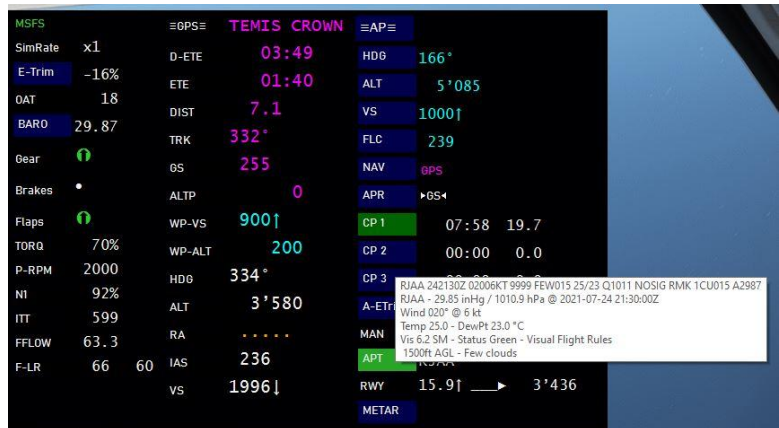 MSFS
SimRate x1
E-Trim -16%
OAT 18
BARO 29.87
Gear
Brakes
Flaps
TORQ 70%
P-RPM 2000
N1 92%
ITT 599
FFLOW 63.3
F-LR 66 60
≡GPS≡ TEMIS CROWN
D-ETE 03:49
ETE 01:40
DIST 7.1
TRK 332°
GS 255
ALTP 0
WP-VS 900↑
WP-ALT 200
HDG 334°
ALT 3'580
RA .....
IAS 236
VS 1996↓
≡AP≡
HDG 166°
ALT 5'085
VS 1000↑
FLC 239
NAV GPS
APR ▸GS◂
CP 1 07:58 19.7
CP 2 00:00 0.0
CP 3
A-ETri
MAN
APT
RWY 15.9↑ ___► 3'436
METAR
RJAA 242130Z 02006KT 9999 FEW015 25/23 Q1011 NOSIG RMK 1CU015 A2987
RJAA - 29.85 inHg / 1010.9 hPa @ 2021-07-24 21:30:00Z
Wind 020° @ 6 kt
Temp 25.0 - DewPt 23.0 °C
Vis 6.2 SM - Status Green - Visual Flight Rules
1500ft AGL - Few clouds